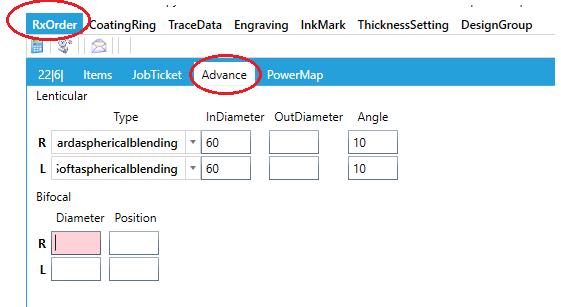 RxOrder CoatingRing TraceData Engraving InkMark ThicknessSetting DesignGroup
22|6| Items JobTicket Advance PowerMap
Lenticular
Type InDiameter OutDiameter Angle
R ardasphericalblending 60 10
L Softasphericalblending 60 10
Bifocal
Diameter Position
R
L